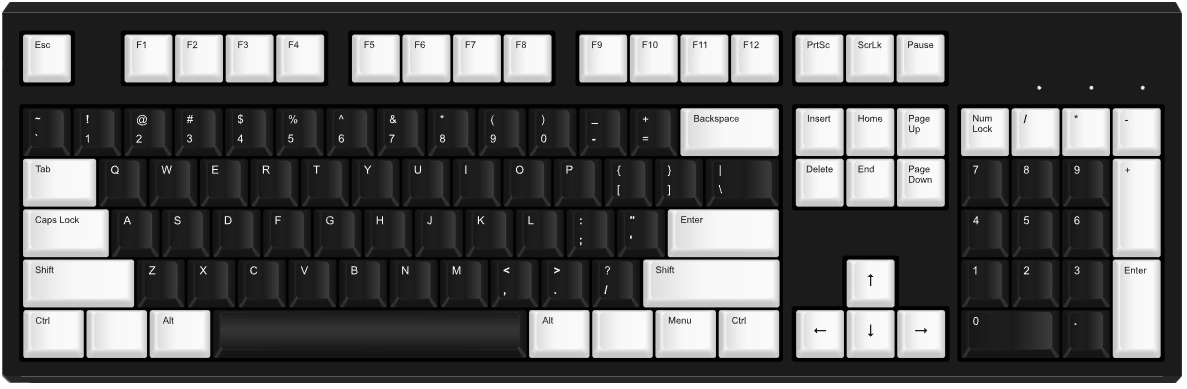 Esc F1 F2 F3 F4 F5 F6 F7 F8 F9 F10 F11 F12 PrtSc ScrLk Pause
~ ! @ # $ % ^ & * ( ) _ + Backspace Insert Home Page Up Num Lock / * -
` 1 2 3 4 5 6 7 8 9 0 - =
Tab Q W E R T Y U I O P { } | Delete End Page Down 7 8 9 +
[ ] \
Caps Lock A S D F G H J K L : " Enter 4 5 6
; '
Shift Z X C V B N M < > ? Shift ↑ 1 2 3 Enter
, . /
Ctrl Alt Alt Menu Ctrl ← ↓ → 0 .